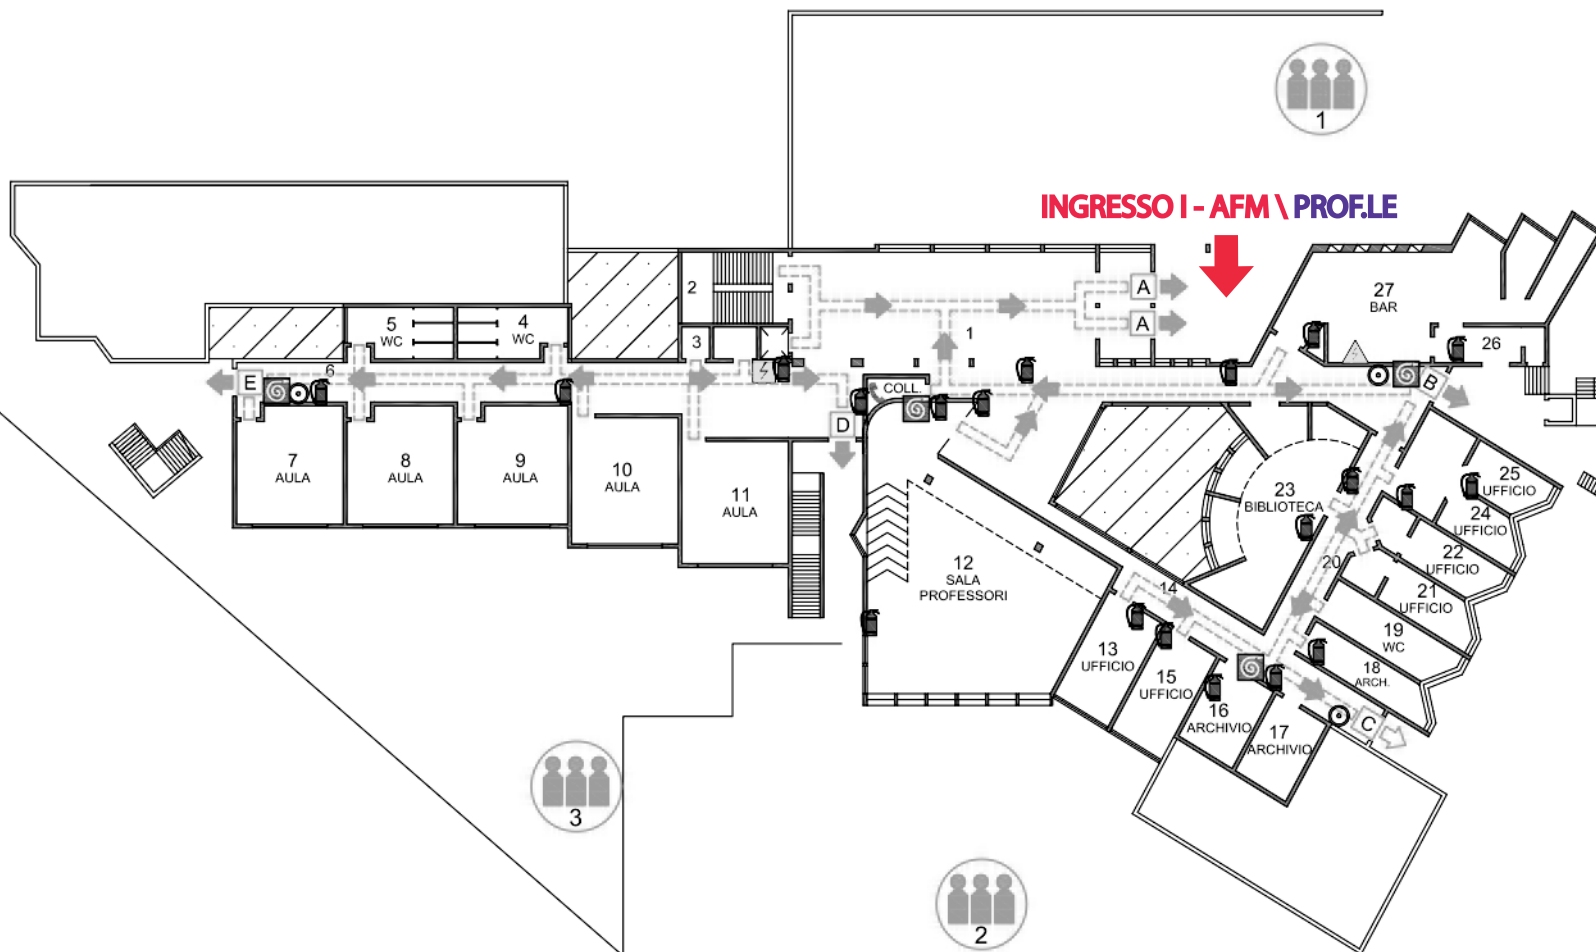 1
INGRESSO I - AFM \ PROF.LE
2
A
27
BAR
A
5
WC
4
WC
3
1
26
6
E
COLL.
B
D
7
AULA
8
AULA
9
AULA
10
AULA
11
AULA
23
BIBLIOTECA
25
UFFICIO
24
UFFICIO
22
UFFICIO
12
SALA
PROFESSORI
14
20
21
UFFICIO
19
WC
13
UFFICIO
15
UFFICIO
18
ARCH.
16
ARCHIVIO
17
ARCHIVIO
C
3
2